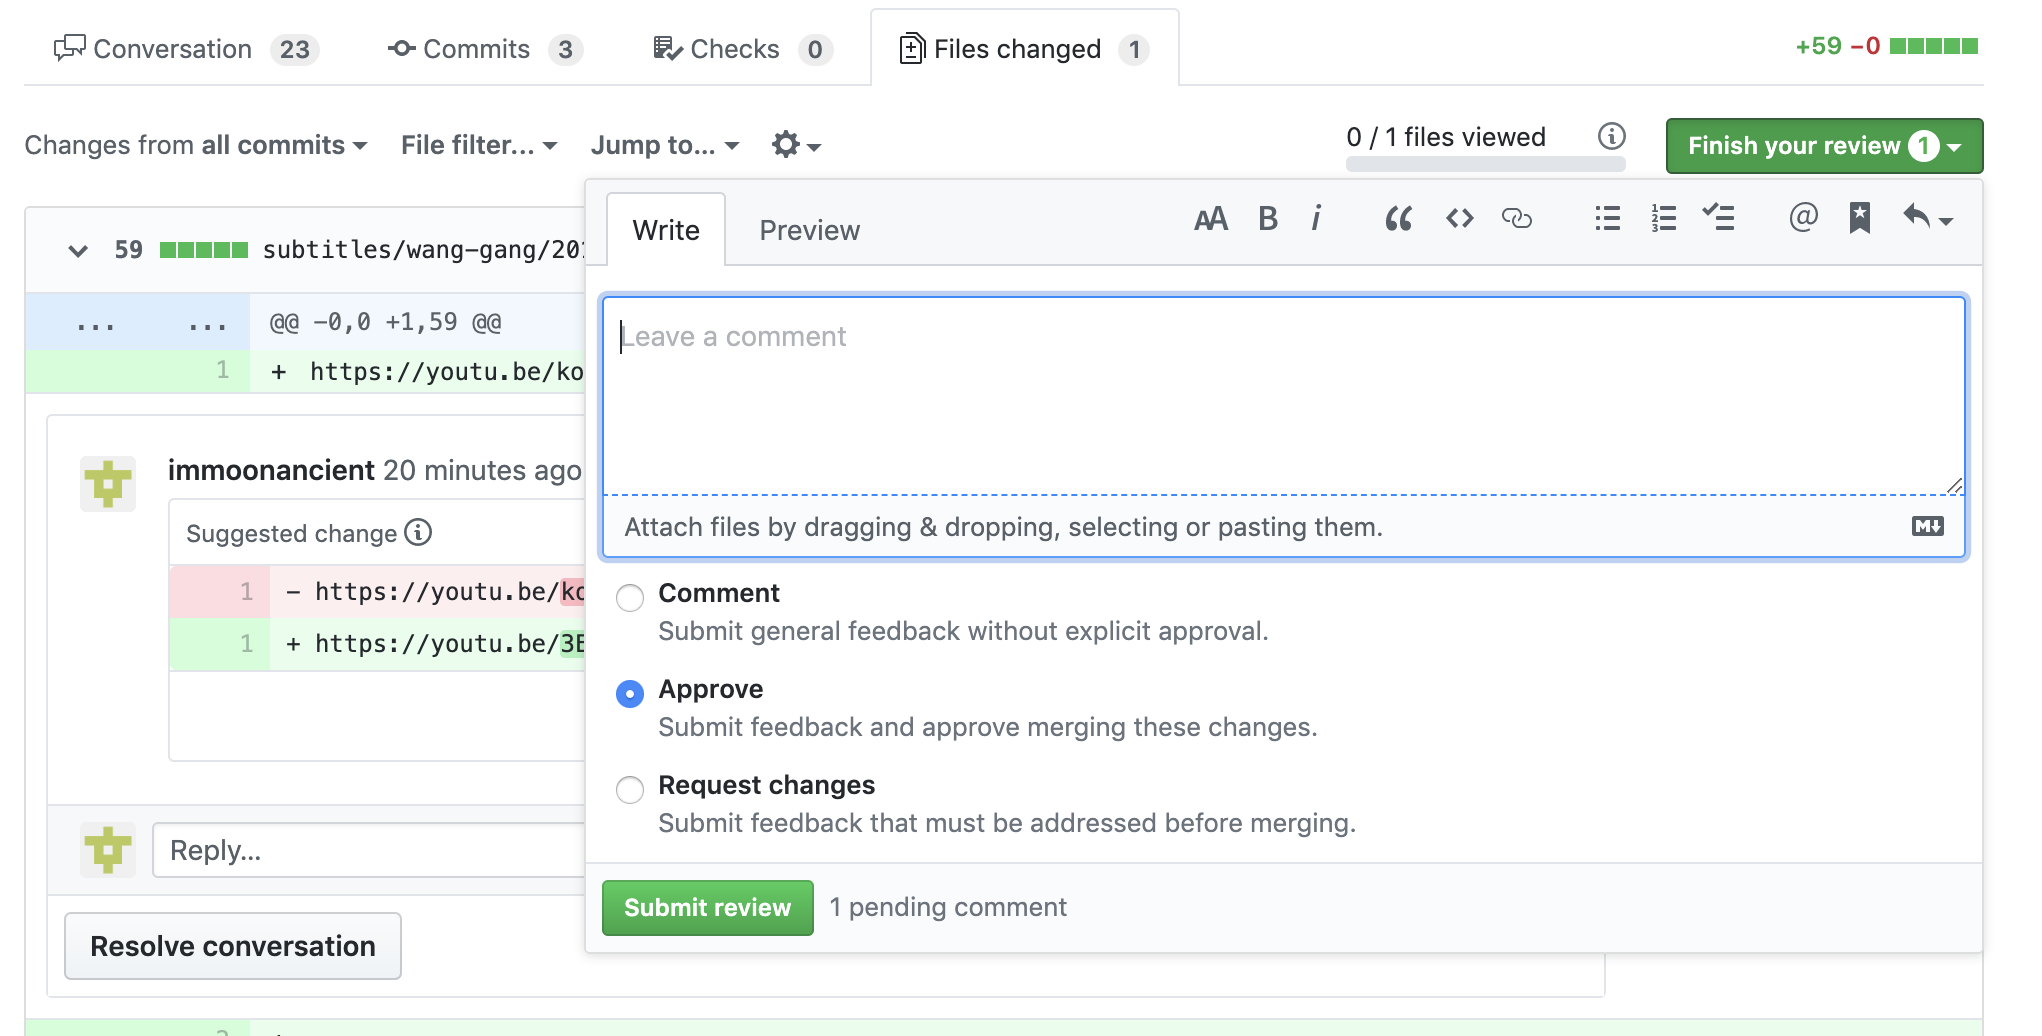 Conversation 23 Commits 3 Checks 0 Files changed 1 +59 −0
Changes from all commits File filter... Jump to... 0 / 1 files viewed Finish your review 1
59 subtitles/wang-gang/20
... ... @@ -0,0 +1,59 @@
1 + https://youtu.be/ko
immoonancient 20 minutes ago
Suggested change
1 - https://youtu.be/ko
1 + https://youtu.be/3E
Reply...
Resolve conversation
Write Preview AA B i @
Leave a comment
Attach files by dragging & dropping, selecting or pasting them. M
Comment
Submit general feedback without explicit approval.
Approve
Submit feedback and approve merging these changes.
Request changes
Submit feedback that must be addressed before merging.
Submit review 1 pending comment